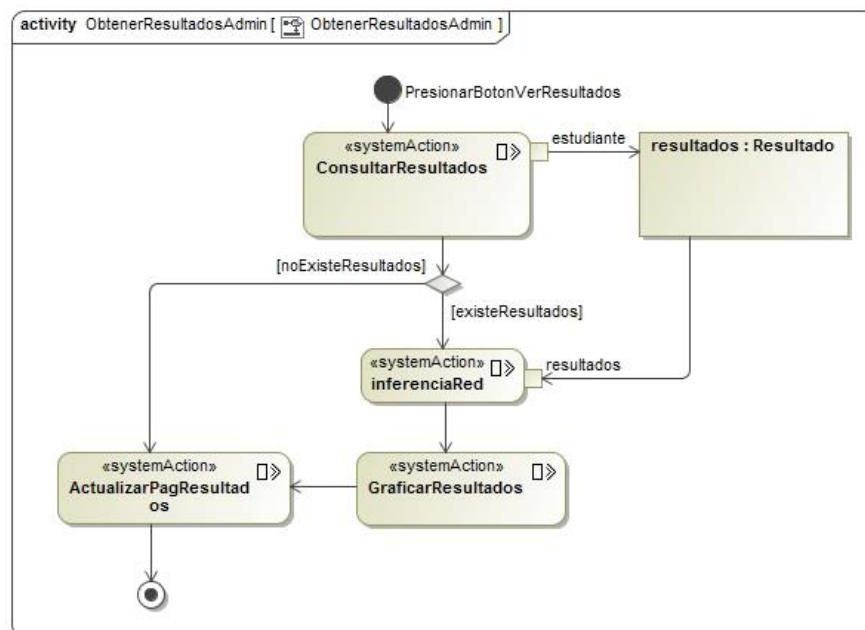 activity ObtenerResultadosAdmin [ ObtenerResultadosAdmin ]
PresionarBotonVerResultados
«systemAction»
ConsultarResultados
estudiante
resultados : Resultado
[noExisteResultados]
[existeResultados]
«systemAction»
inferenciaRed
resultados
«systemAction»
ActualizarPagResultad
os
«systemAction»
GraficarResultados